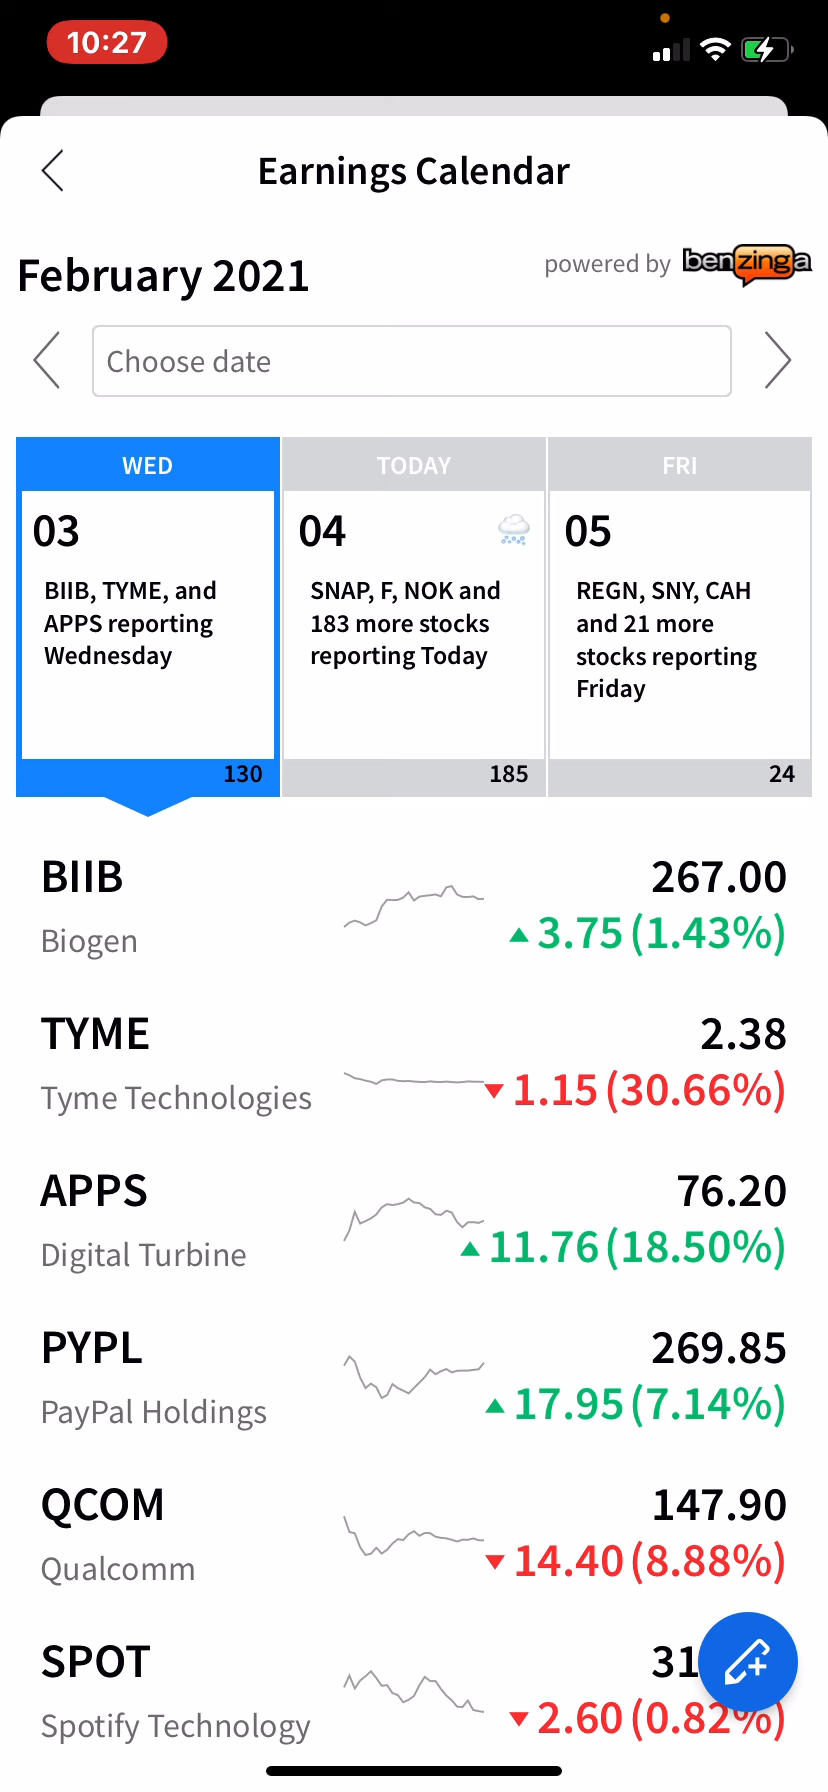 10:27
Earnings Calendar
February 2021
powered by benzinga
Choose date
WED
TODAY
FRI
03
04
05
BIIB, TYME, and
APPS reporting
Wednesday
SNAP, F, NOK and
183 more stocks
reporting Today
REGN, SNY, CAH
and 21 more
stocks reporting
Friday
130
185
24
BIIB
267.00
Biogen
▲3.75 (1.43%)
TYME
2.38
Tyme Technologies
▼1.15 (30.66%)
APPS
76.20
Digital Turbine
▲11.76 (18.50%)
PYPL
269.85
PayPal Holdings
▲17.95 (7.14%)
QCOM
147.90
Qualcomm
▼14.40 (8.88%)
SPOT
Spotify Technology
▼2.60 (0.82%)